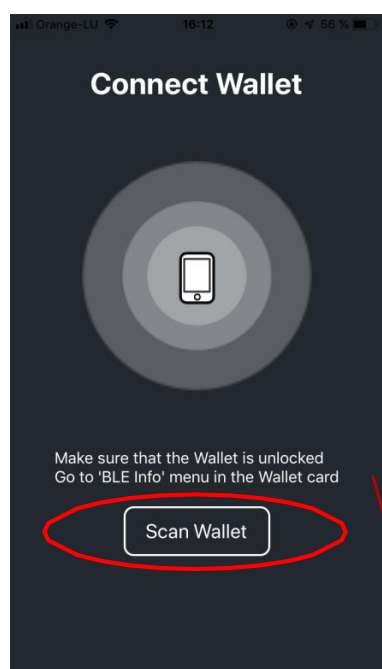 Orange-LU 16:12 56 %
Connect Wallet
Make sure that the Wallet is unlocked
Go to 'BLE Info' menu in the Wallet card
Scan Wallet